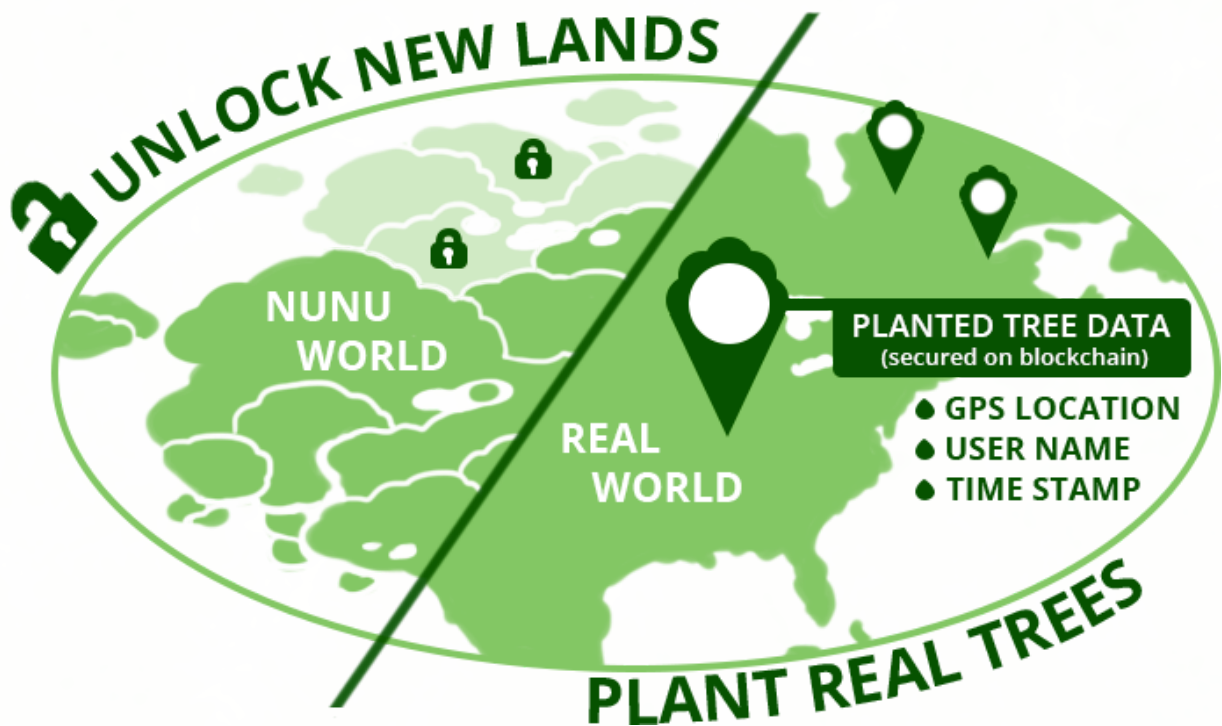 UNLOCK NEW LANDS
NUNU
WORLD
PLANTED TREE DATA
(secured on blockchain)
GPS LOCATION
USER NAME
TIME STAMP
REAL
WORLD
PLANT REAL TREES